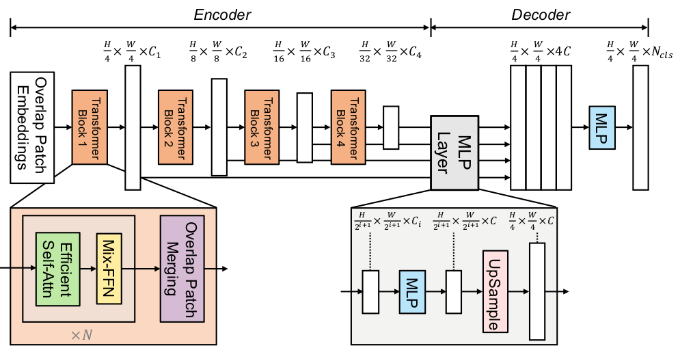 Encoder
Decoder
H/4 × W/4 × C₁
H/8 × W/8 × C₂
H/16 × W/16 × C₃
H/32 × W/32 × C₄
H/4 × W/4 × 4C
H/4 × W/4 × N_cls
Overlap Patch
Embeddings
Transformer
Block 1
Transformer
Block 2
Transformer
Block 3
Transformer
Block 4
MLP
Layer
MLP
Efficient
Self-Attn
Mix-FFN
× N
Overlap Patch
Merging
H/2^{i+1} × W/2^{i+1} × C_i
H/2^{i+1} × W/2^{i+1} × C
H/4 × W/4 × C
MLP
UpSample